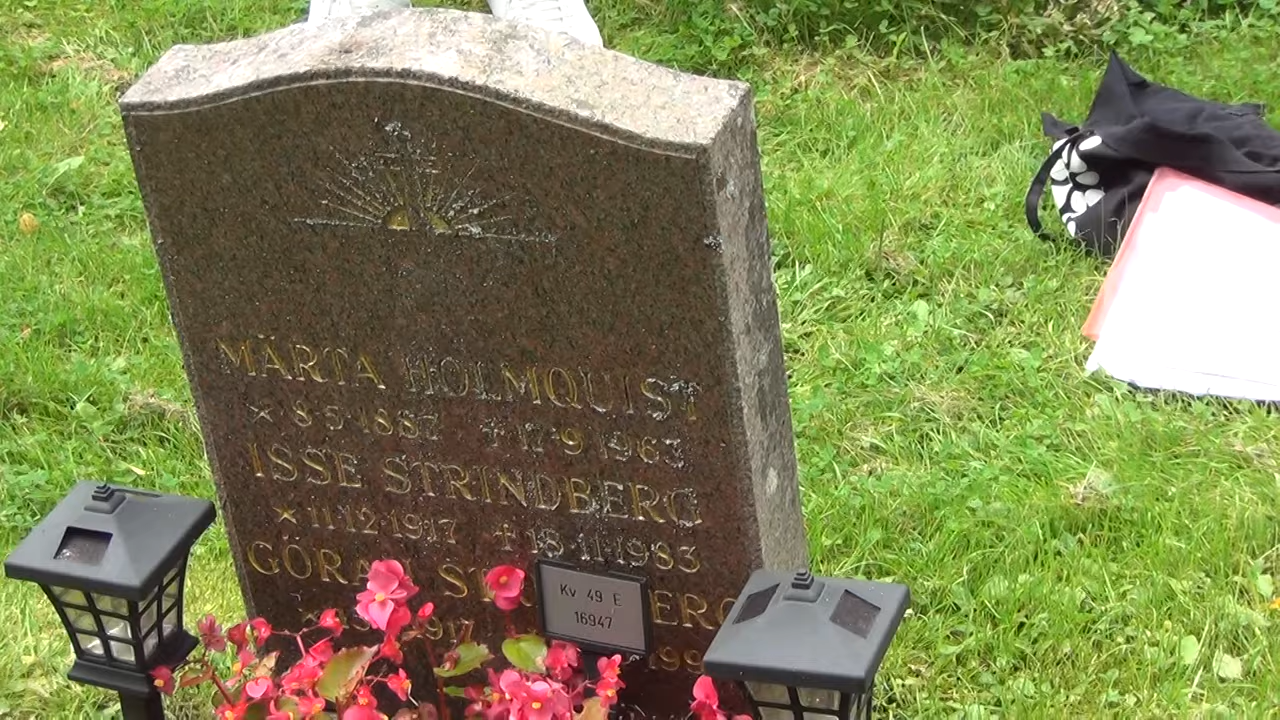 MÄRTA HOLMQUIST
* 8·5·1887 † 17·9·1963
ISSE STRINDBERG
* 11·12·1917 † 18·11·1983
Kv 49 E
16947